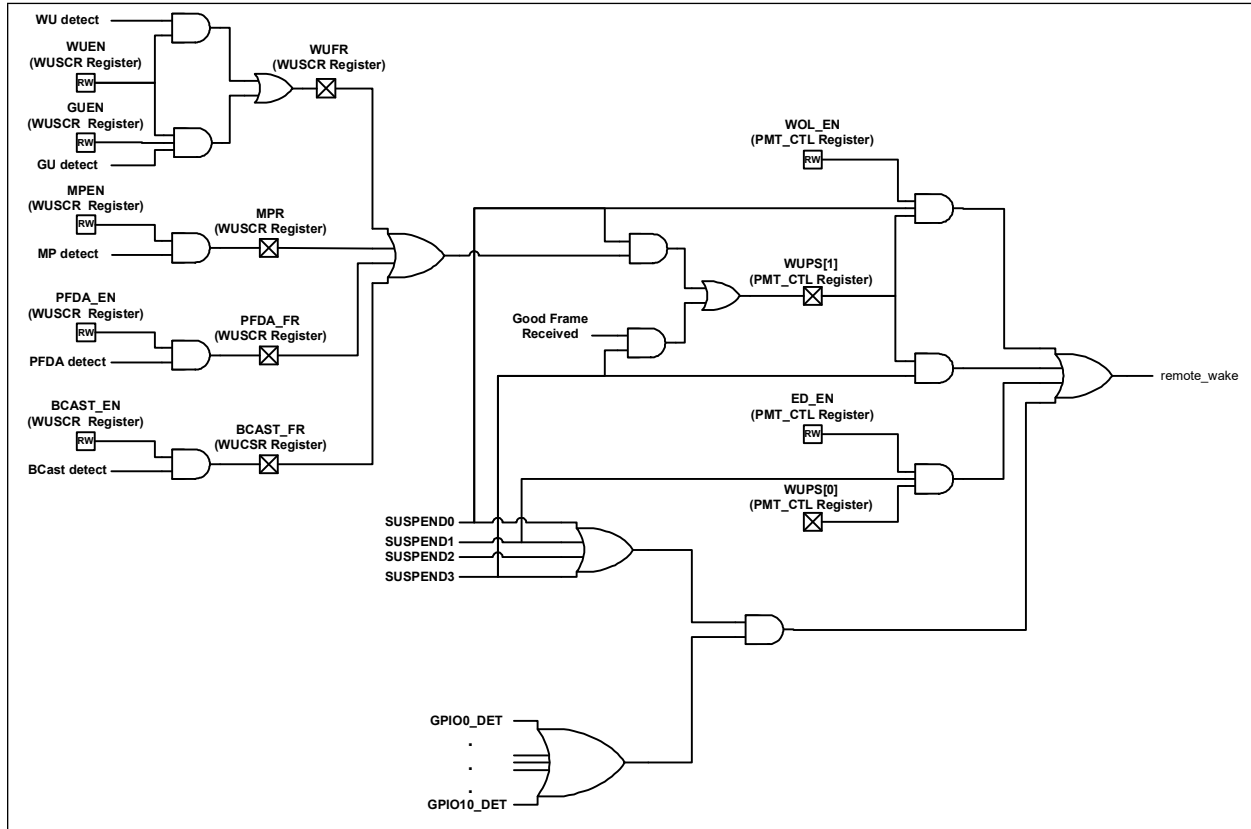 WU detect
WUEN
(WUSCR Register)
RW
GUEN
(WUSCR  Register)
RW
GU detect
WUFR
(WUSCR Register)
MPEN
(WUSCR Register)
RW
MP detect
MPR
(WUSCR Register)
PFDA_EN
(WUSCR Register)
RW
PFDA detect
PFDA_FR
(WUSCR Register)
BCAST_EN
(WUSCR  Register)
RW
BCast detect
BCAST_FR
(WUCSR Register)
WOL_EN
(PMT_CTL Register)
RW
Good Frame
Received
WUPS[1]
(PMT_CTL Register)
remote_wake
ED_EN
(PMT_CTL Register)
RW
WUPS[0]
(PMT_CTL Register)
SUSPEND0
SUSPEND1
SUSPEND2
SUSPEND3
GPIO0_DET
.
.
.
GPIO10_DET